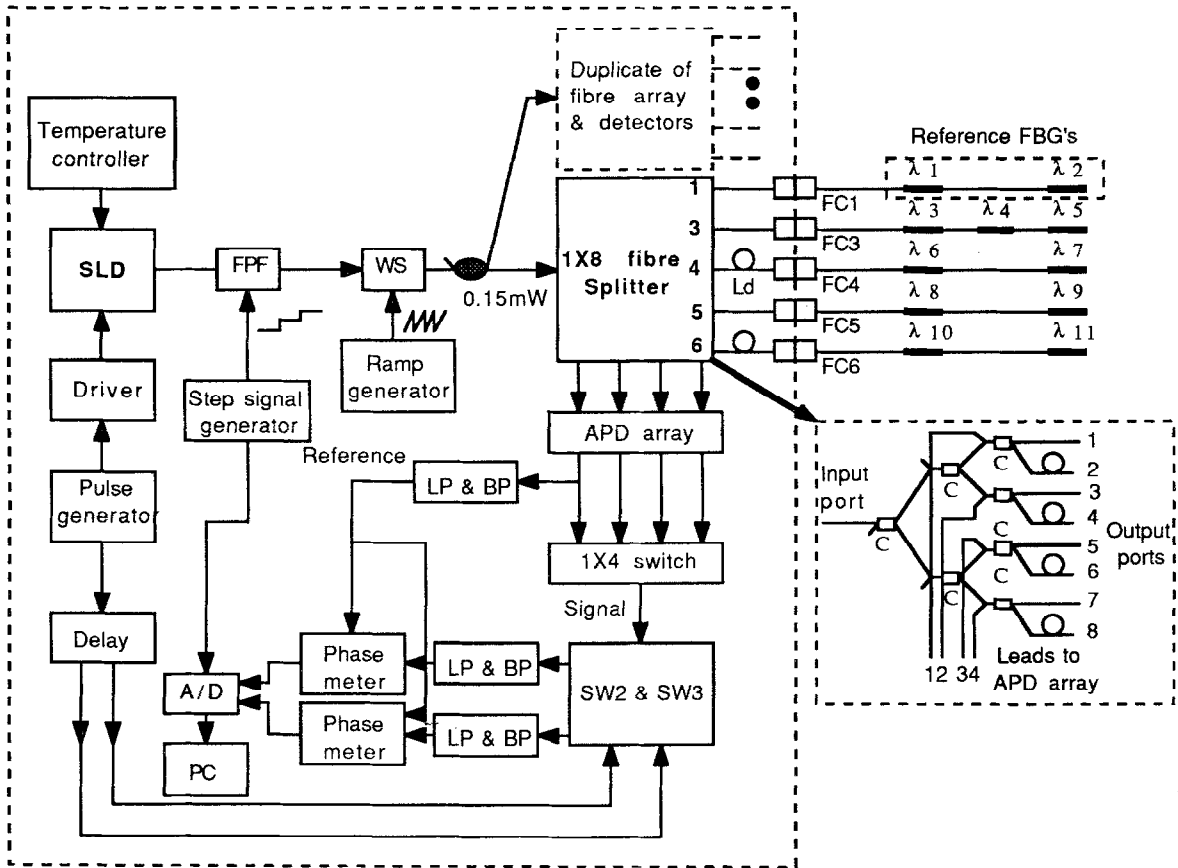 Duplicate of
fibre array
& detectors
Temperature
controller
Reference FBG's
λ 1
λ 2
1
FC1
λ 3
λ 4
λ 5
3
FC3
SLD
FPF
WS
0.15mW
1X8 fibre
Splitter
4
Ld
FC4
λ 6
λ 7
5
FC5
λ 8
λ 9
6
FC6
λ 10
λ 11
Driver
Step signal
generator
Ramp
generator
APD array
Reference
LP & BP
Pulse
generator
1X4 switch
Signal
Delay
Phase
meter
LP & BP
SW2 & SW3
A/D
Phase
meter
LP & BP
PC
Input
port
C
C
C
C
C
C
C
1
2
3
4
5
6
7
8
Output
ports
1234
Leads to
APD array